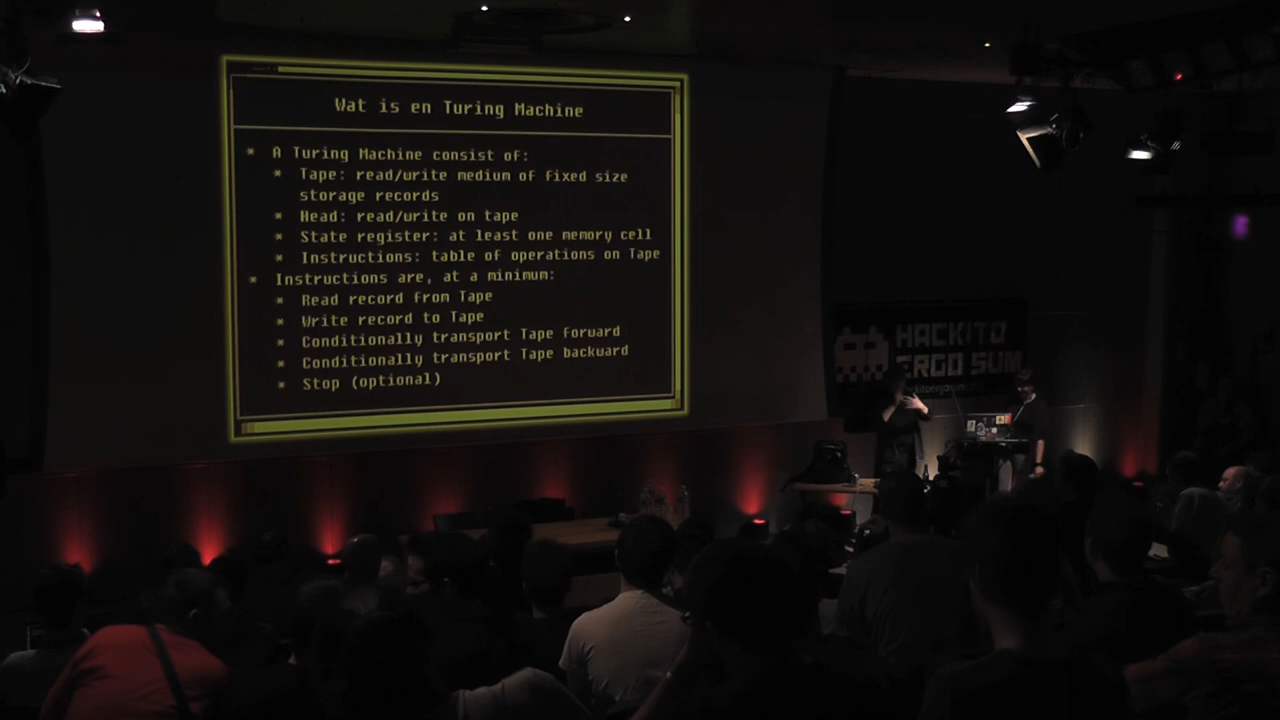 Wat is en Turing Machine
* A Turing Machine consist of:
* Tape: read/write medium of fixed size
storage records
* Head: read/write on tape
* State register: at least one memory cell
* Instructions: table of operations on Tape
* Instructions are, at a minimum:
* Read record from Tape
* Write record to Tape
* Conditionally transport Tape forward
* Conditionally transport Tape backward
* Stop (optional)
HACKITO
ERGO SUM